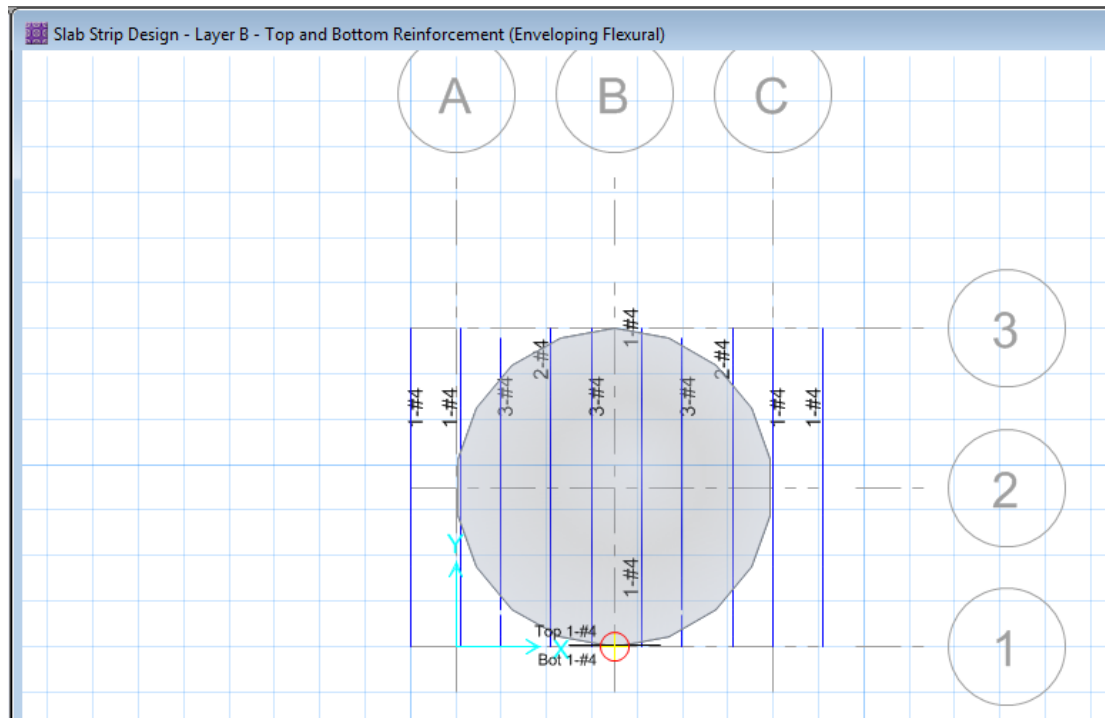 Slab Strip Design - Layer B - Top and Bottom Reinforcement (Enveloping Flexural)
A
B
C
3
1-#4
2-#4
2-#4
1-#4
1-#4
3-#4
3-#4
3-#4
1-#4
1-#4
2
Y
1-#4
Top 1-#4
X
Bot 1-#4
1